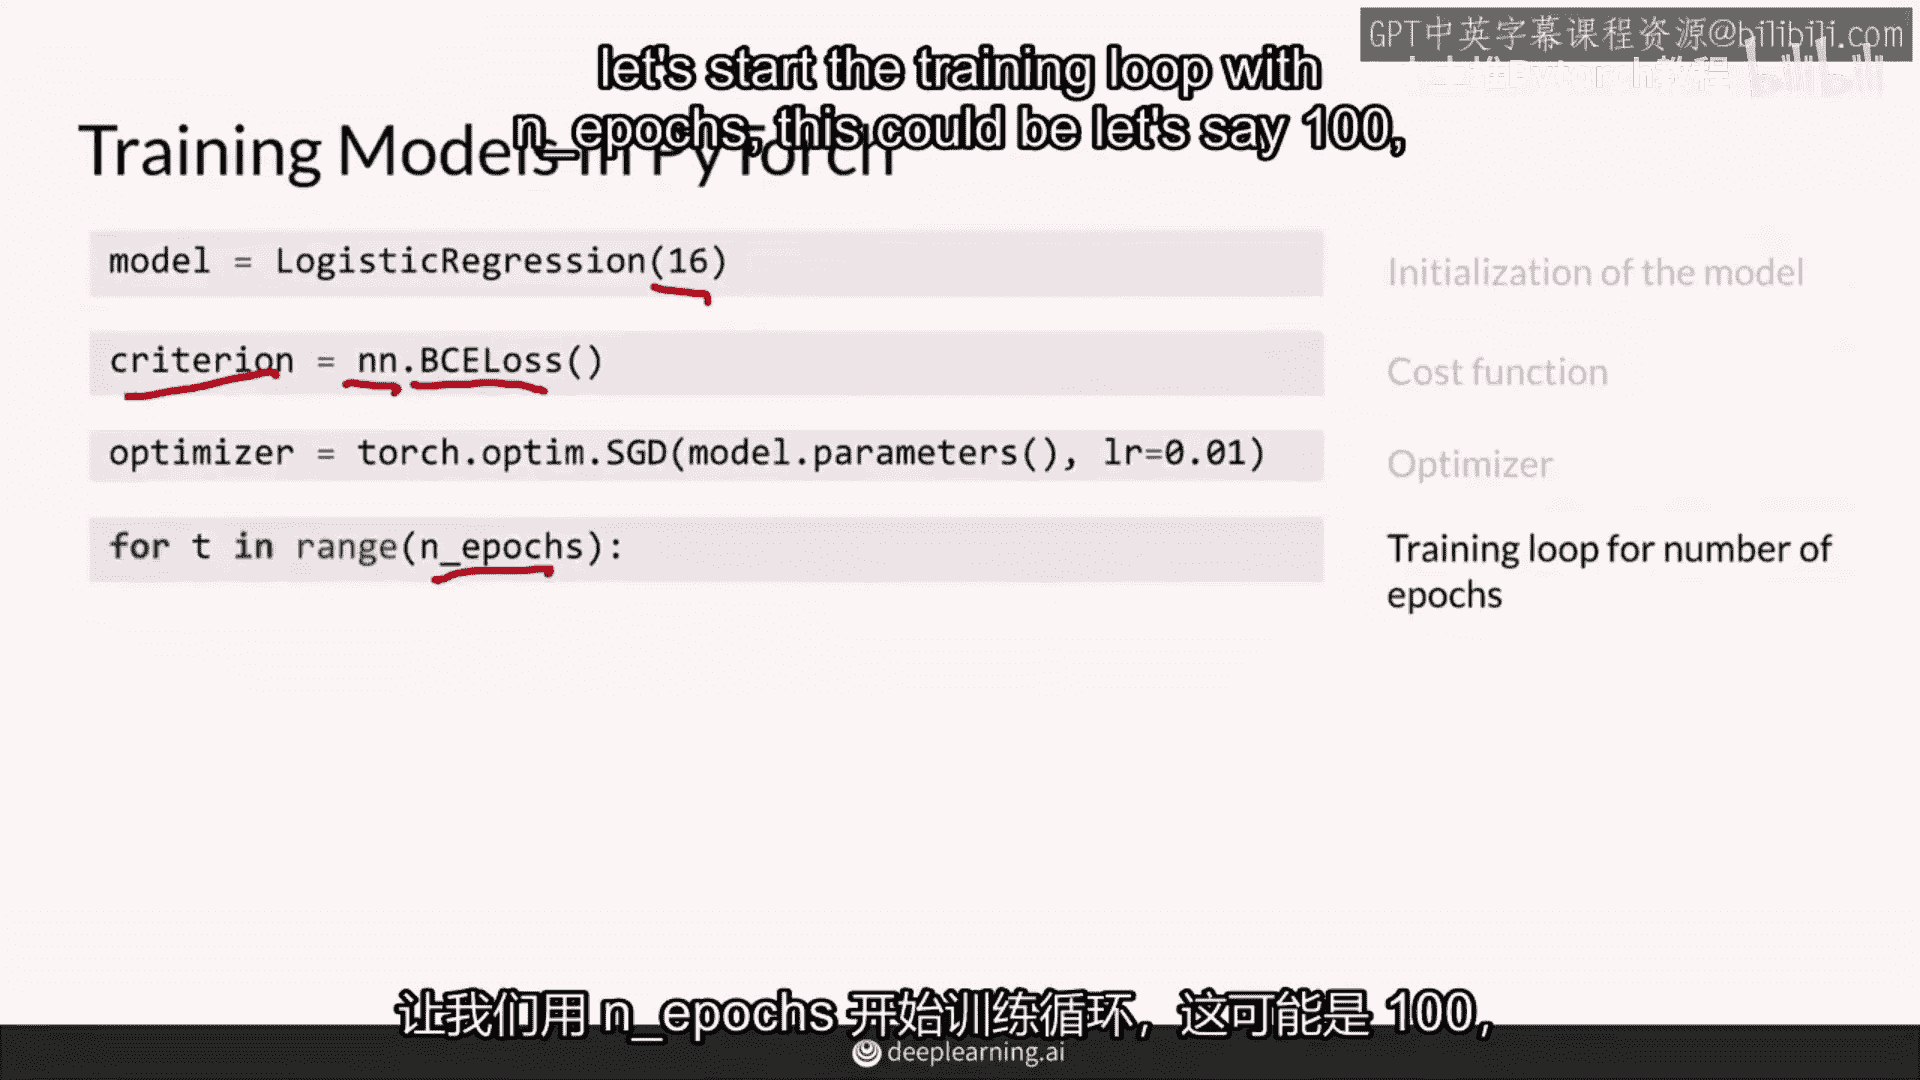 GPT中英字幕课程资源@bilibili.com
let's start the training loop with
n_epochs, this could be let's say 100,
Training Models in PyTorch
model = LogisticRegression(16)
Initialization of the model
criterion = nn.BCELoss()
Cost function
optimizer = torch.optim.SGD(model.parameters(), lr=0.01)
Optimizer
for t in range(n_epochs):
Training loop for number of
epochs
让我们用 n_epochs 开始训练循环，这可能是 100，
deeplearning.ai